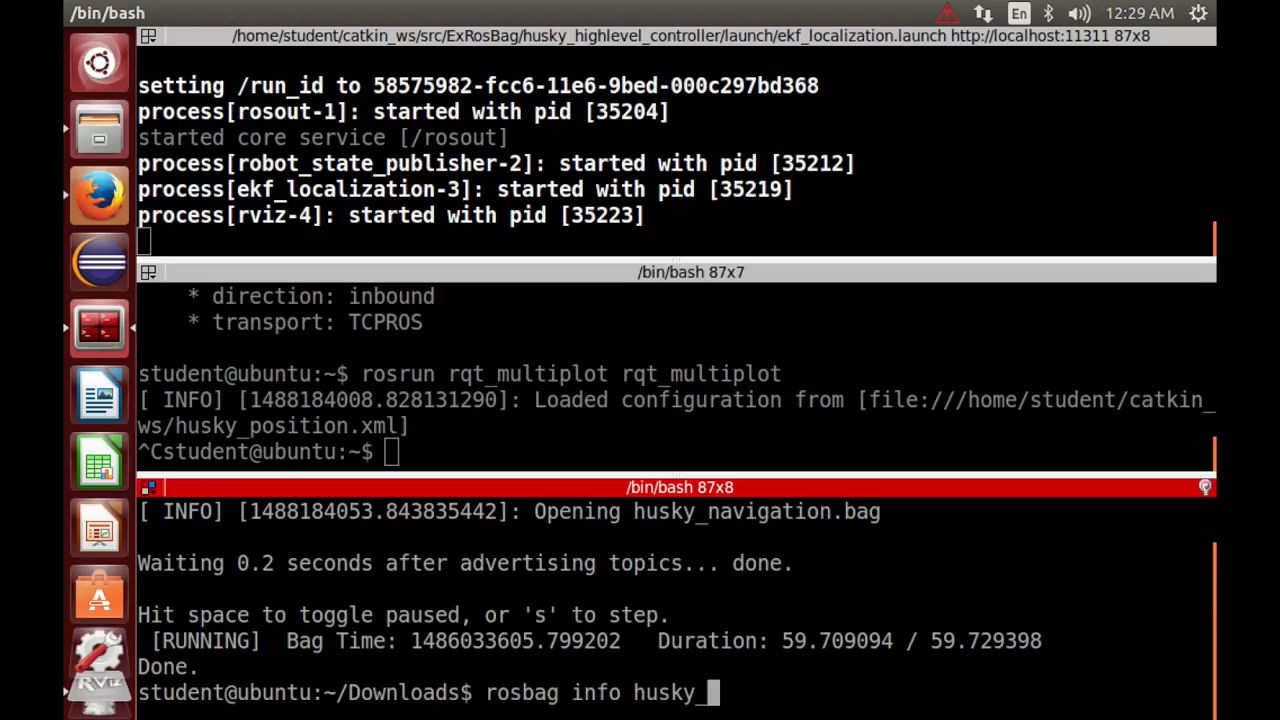 /bin/bash
En
12:29 AM
/home/student/catkin_ws/src/ExRosBag/husky_highlevel_controller/launch/ekf_localization.launch http://localhost:11311 87x8
setting /run_id to 58575982-fcc6-11e6-9bed-000c297bd368
process[rosout-1]: started with pid [35204]
started core service [/rosout]
process[robot_state_publisher-2]: started with pid [35212]
process[ekf_localization-3]: started with pid [35219]
process[rviz-4]: started with pid [35223]
/bin/bash 87x7
* direction: inbound
* transport: TCPROS
student@ubuntu:~$ rosrun rqt_multiplot rqt_multiplot
[ INFO] [1488184008.828131290]: Loaded configuration from [file:///home/student/catkin_
ws/husky_position.xml]
^Cstudent@ubuntu:~$
/bin/bash 87x8
[ INFO] [1488184053.843835442]: Opening husky_navigation.bag
Waiting 0.2 seconds after advertising topics... done.
Hit space to toggle paused, or 's' to step.
[RUNNING]  Bag Time: 1486033605.799202   Duration: 59.709094 / 59.729398
Done.
student@ubuntu:~/Downloads$ rosbag info husky_
RViz